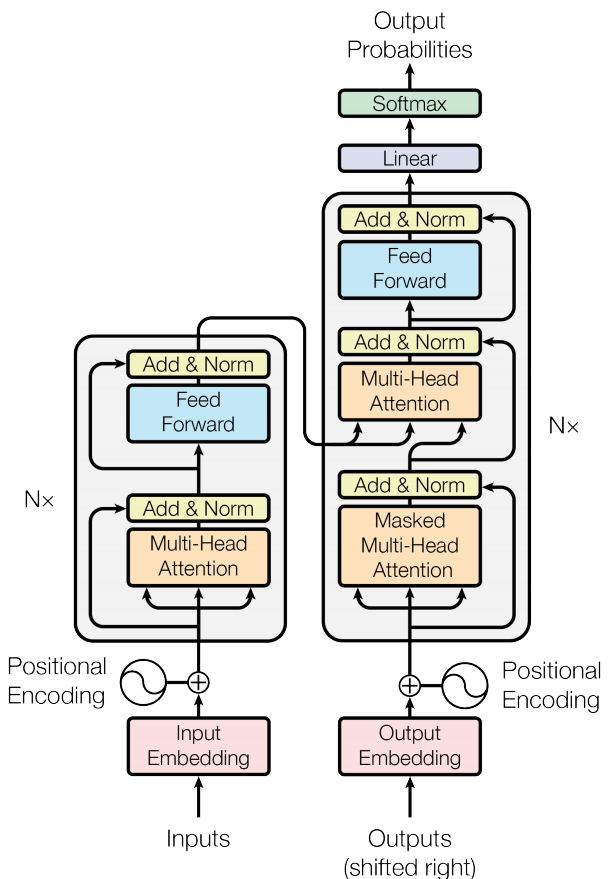 Output
Probabilities
Softmax
Linear
Add & Norm
Feed
Forward
Add & Norm
Multi-Head
Attention
Add & Norm
Masked
Multi-Head
Attention
N×
Add & Norm
Feed
Forward
Add & Norm
Multi-Head
Attention
N×
Positional
Encoding
Positional
Encoding
Input
Embedding
Output
Embedding
Inputs
Outputs
(shifted right)